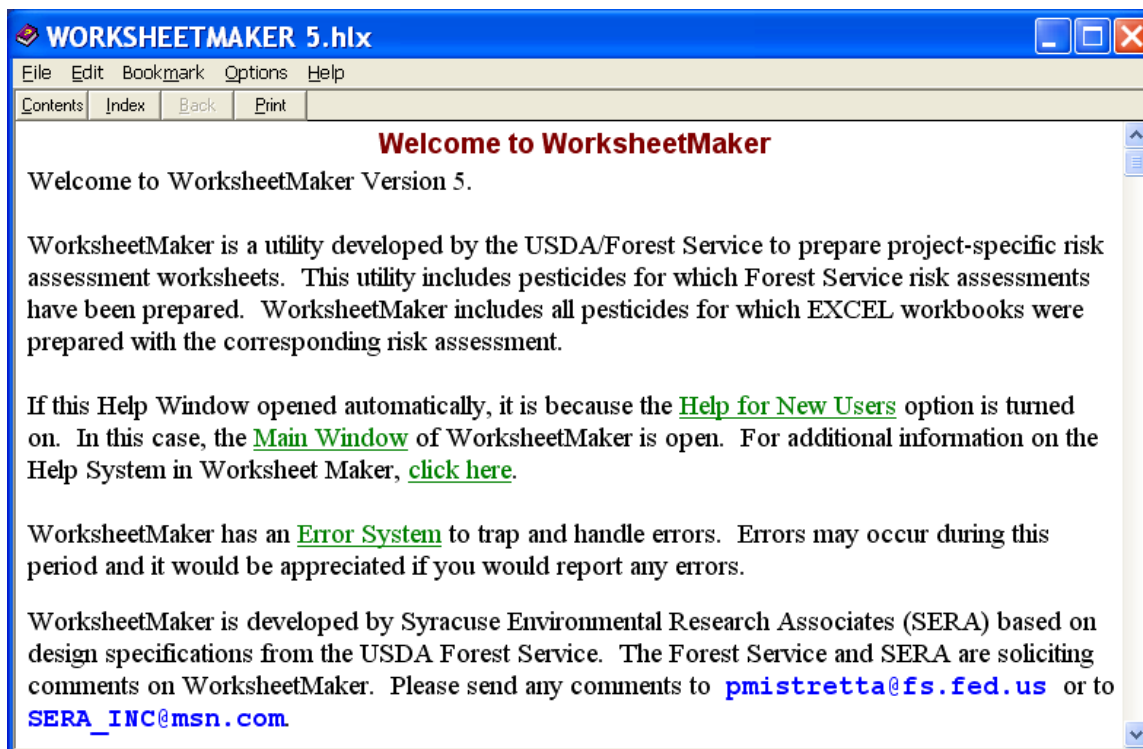 WORKSHEETMAKER 5.hlx
File Edit Bookmark Options Help
Contents Index Back Print
Welcome to WorksheetMaker
Welcome to WorksheetMaker Version 5.
WorksheetMaker is a utility developed by the USDA/Forest Service to prepare project-specific risk
assessment worksheets. This utility includes pesticides for which Forest Service risk assessments
have been prepared. WorksheetMaker includes all pesticides for which EXCEL workbooks were
prepared with the corresponding risk assessment.
If this Help Window opened automatically, it is because the Help for New Users option is turned
on. In this case, the Main Window of WorksheetMaker is open. For additional information on the
Help System in Worksheet Maker, click here.
WorksheetMaker has an Error System to trap and handle errors. Errors may occur during this
period and it would be appreciated if you would report any errors.
WorksheetMaker is developed by Syracuse Environmental Research Associates (SERA) based on
design specifications from the USDA Forest Service. The Forest Service and SERA are soliciting
comments on WorksheetMaker. Please send any comments to pmistretta@fs.fed.us or to
SERA_INC@msn.com.